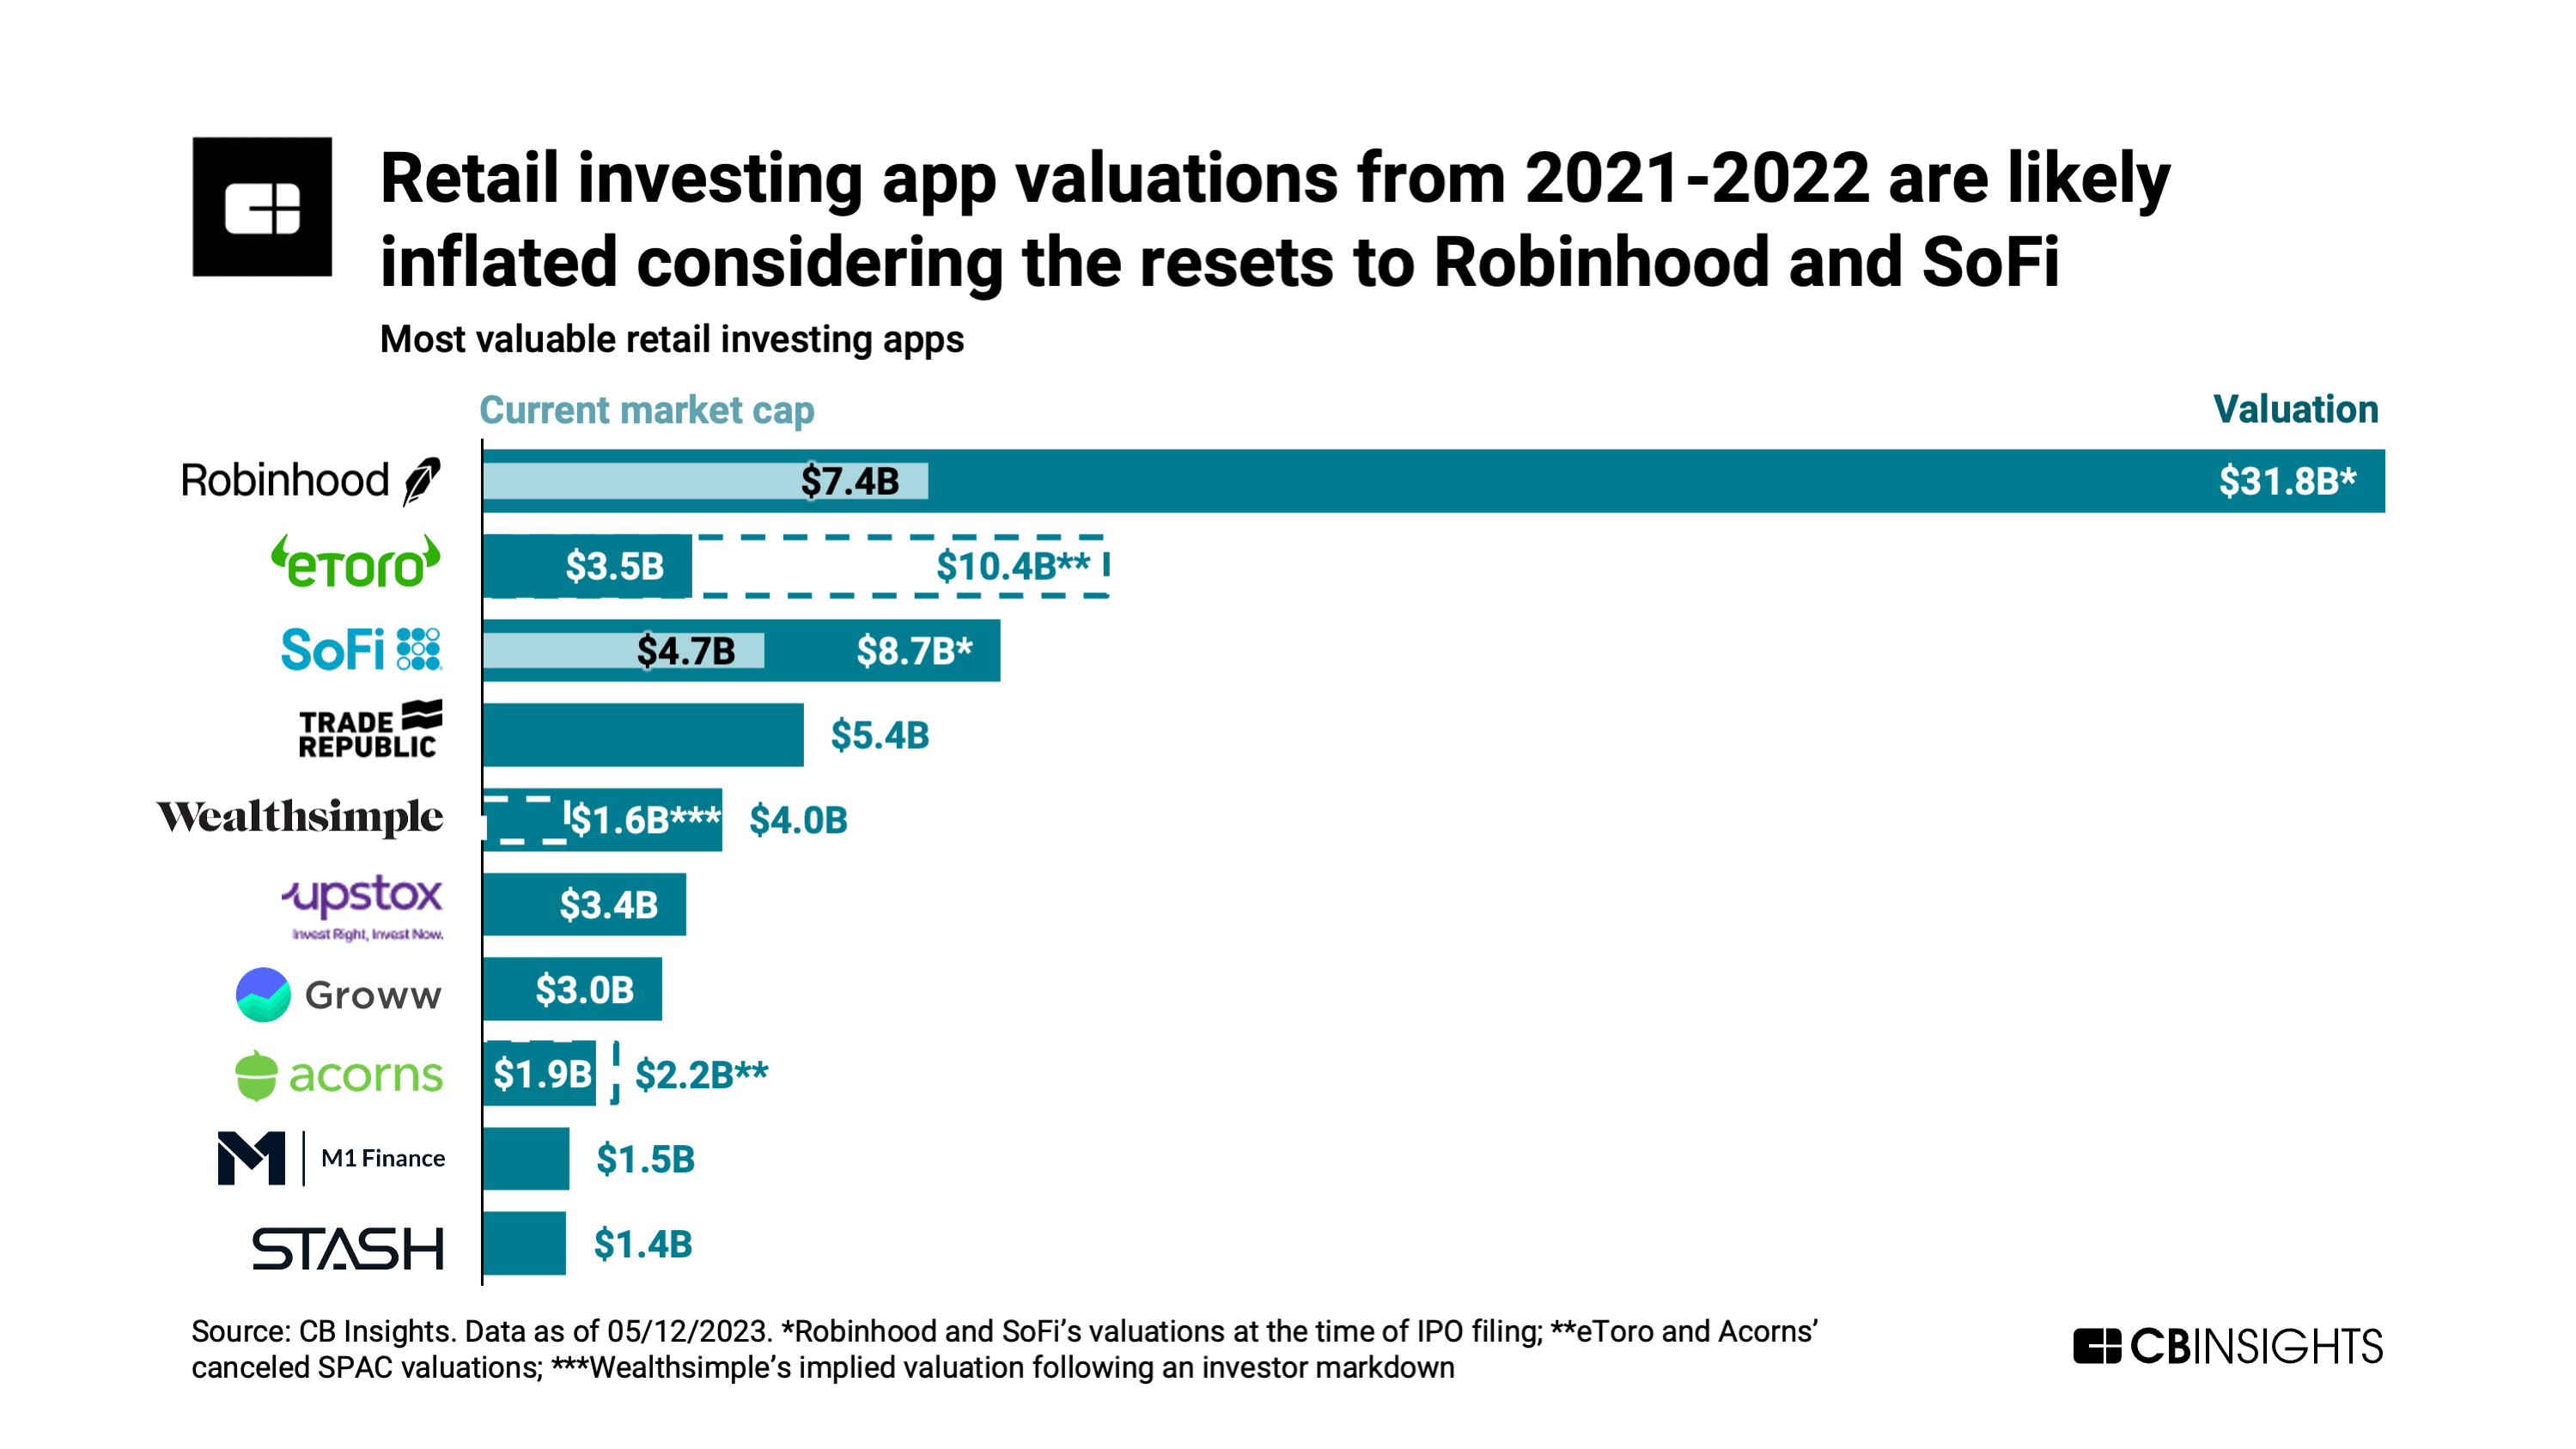 Retail investing app valuations from 2021-2022 are likely
inflated considering the resets to Robinhood and SoFi
Most valuable retail investing apps
Current market cap
Valuation
Robinhood
$7.4B
$31.8B*
eToro
$3.5B
$10.4B**
SoFi
$4.7B
$8.7B*
TRADE
REPUBLIC
$5.4B
Wealthsimple
$1.6B***
$4.0B
upstox
Invest Right, Invest Now.
$3.4B
Groww
$3.0B
acorns
$1.9B
$2.2B**
M1 Finance
$1.5B
STASH
$1.4B
Source: CB Insights. Data as of 05/12/2023. *Robinhood and SoFi’s valuations at the time of IPO filing; **eToro and Acorns’
canceled SPAC valuations; ***Wealthsimple’s implied valuation following an investor markdown
CBINSIGHTS